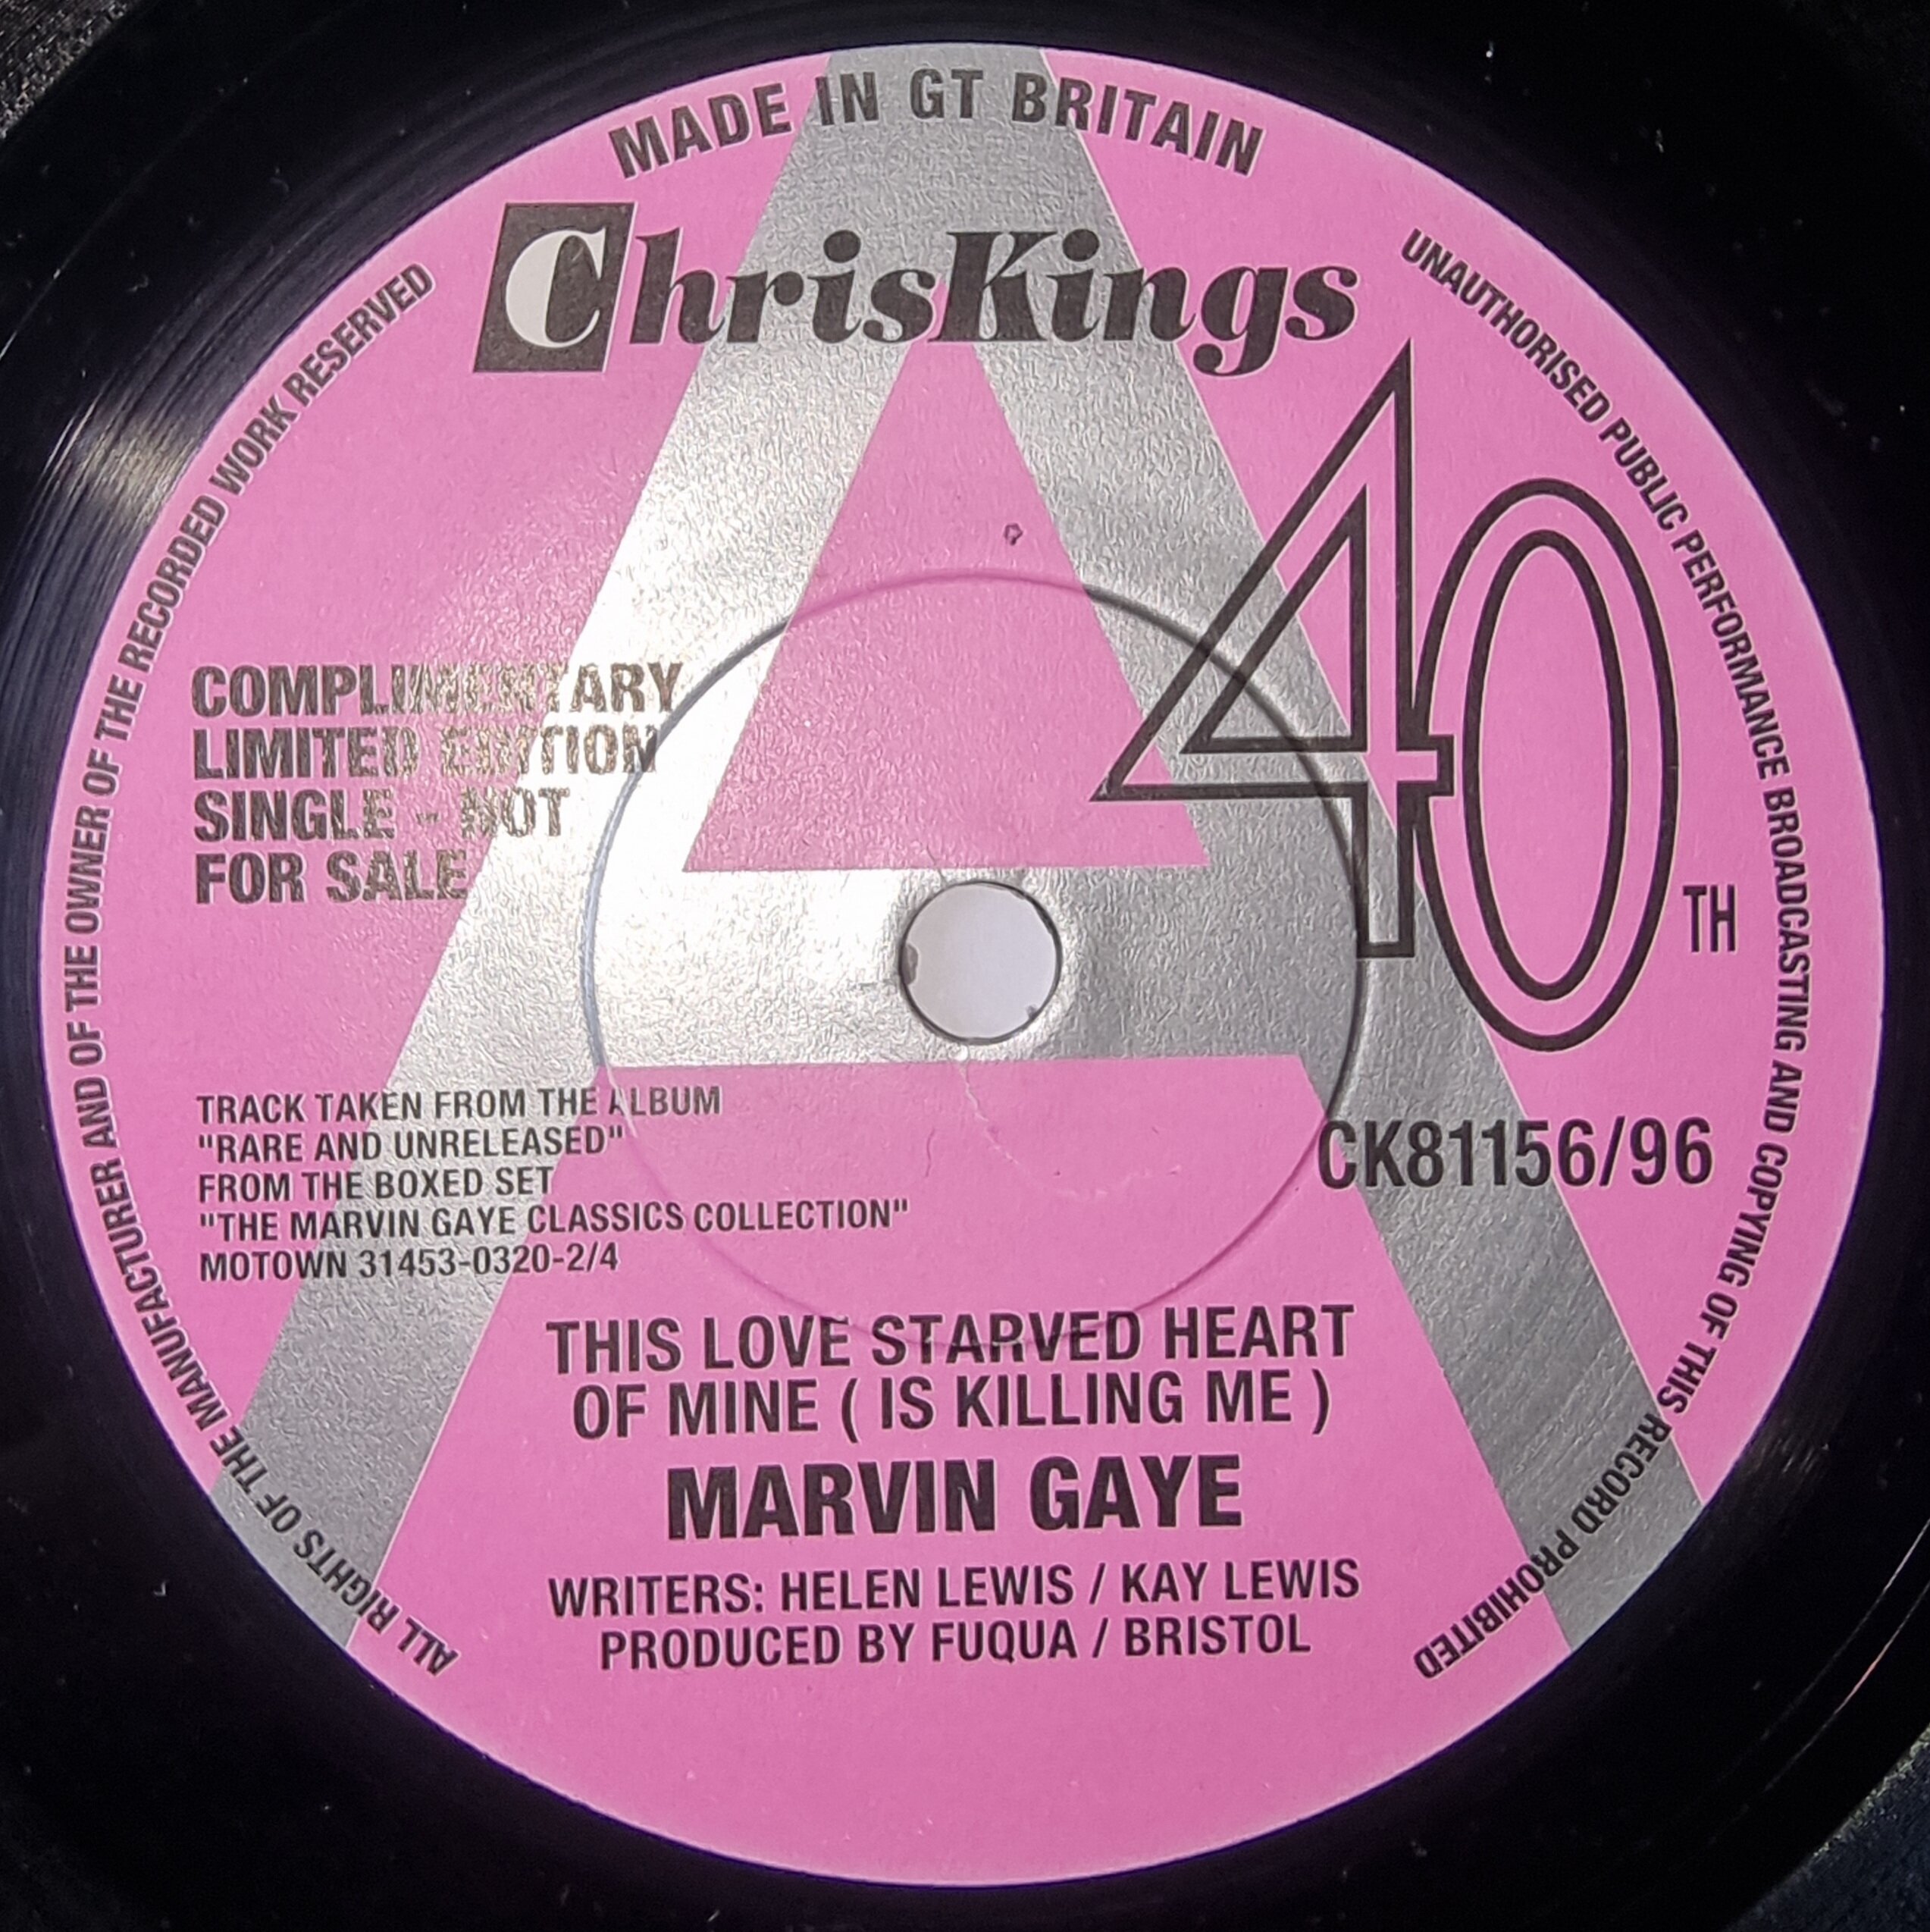 MADE IN GT BRITAIN
ChrisKings
A
40
TH
COMPLIMENTARY
LIMITED EDITION
SINGLE - NOT
FOR SALE
TRACK TAKEN FROM THE ALBUM
"RARE AND UNRELEASED"
FROM THE BOXED SET
"THE MARVIN GAYE CLASSICS COLLECTION"
MOTOWN 31453-0320-2/4
CK81156/96
THIS LOVE STARVED HEART
OF MINE ( IS KILLING ME )
MARVIN GAYE
WRITERS: HELEN LEWIS / KAY LEWIS
PRODUCED BY FUQUA / BRISTOL
ALL RIGHTS OF THE MANUFACTURER AND OF THE OWNER OF THE RECORDED WORK RESERVED
UNAUTHORISED PUBLIC PERFORMANCE BROADCASTING AND COPYING OF THIS RECORD PROHIBITED